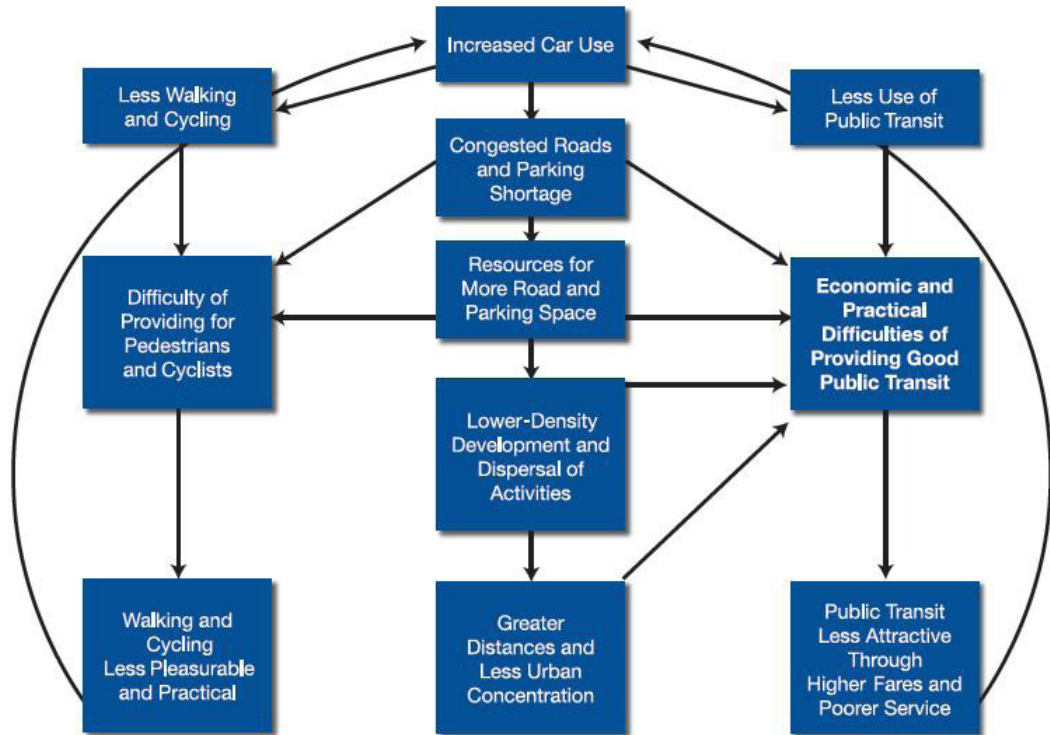 Increased Car Use
Less Walking
and Cycling
Less Use of
Public Transit
Congested Roads
and Parking
Shortage
Difficulty of
Providing for
Pedestrians
and Cyclists
Resources for
More Road and
Parking Space
Economic and
Practical
Difficulties of
Providing Good
Public Transit
Lower-Density
Development and
Dispersal of
Activities
Walking and
Cycling
Less Pleasurable
and Practical
Greater
Distances and
Less Urban
Concentration
Public Transit
Less Attractive
Through
Higher Fares and
Poorer Service